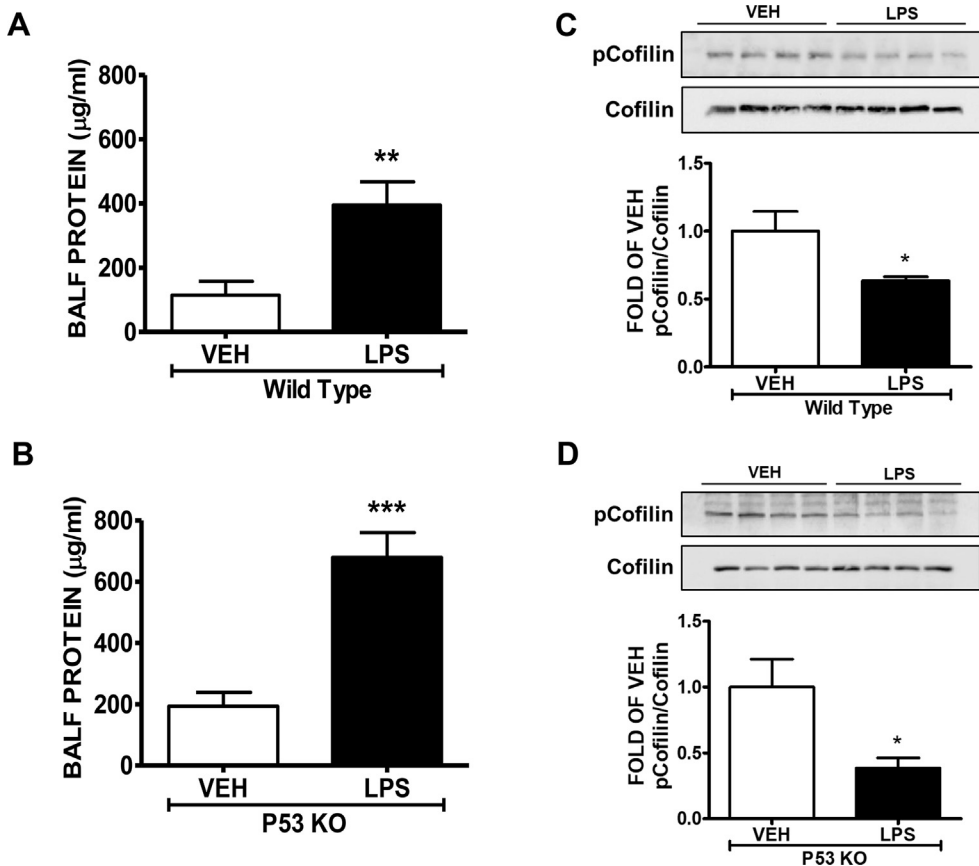 A
BALF PROTEIN (µg/ml)
800
600
400
200
0
**
VEH LPS
Wild Type
B
BALF PROTEIN (µg/ml)
800
600
400
200
0
***
VEH LPS
P53 KO
C
VEH LPS
pCofilin
Cofilin
FOLD OF VEH
pCofilin/Cofilin
1.5
1.0
0.5
0.0
*
VEH LPS
Wild Type
D
VEH LPS
pCofilin
Cofilin
FOLD OF VEH
pCofilin/Cofilin
1.5
1.0
0.5
0.0
*
VEH LPS
P53 KO